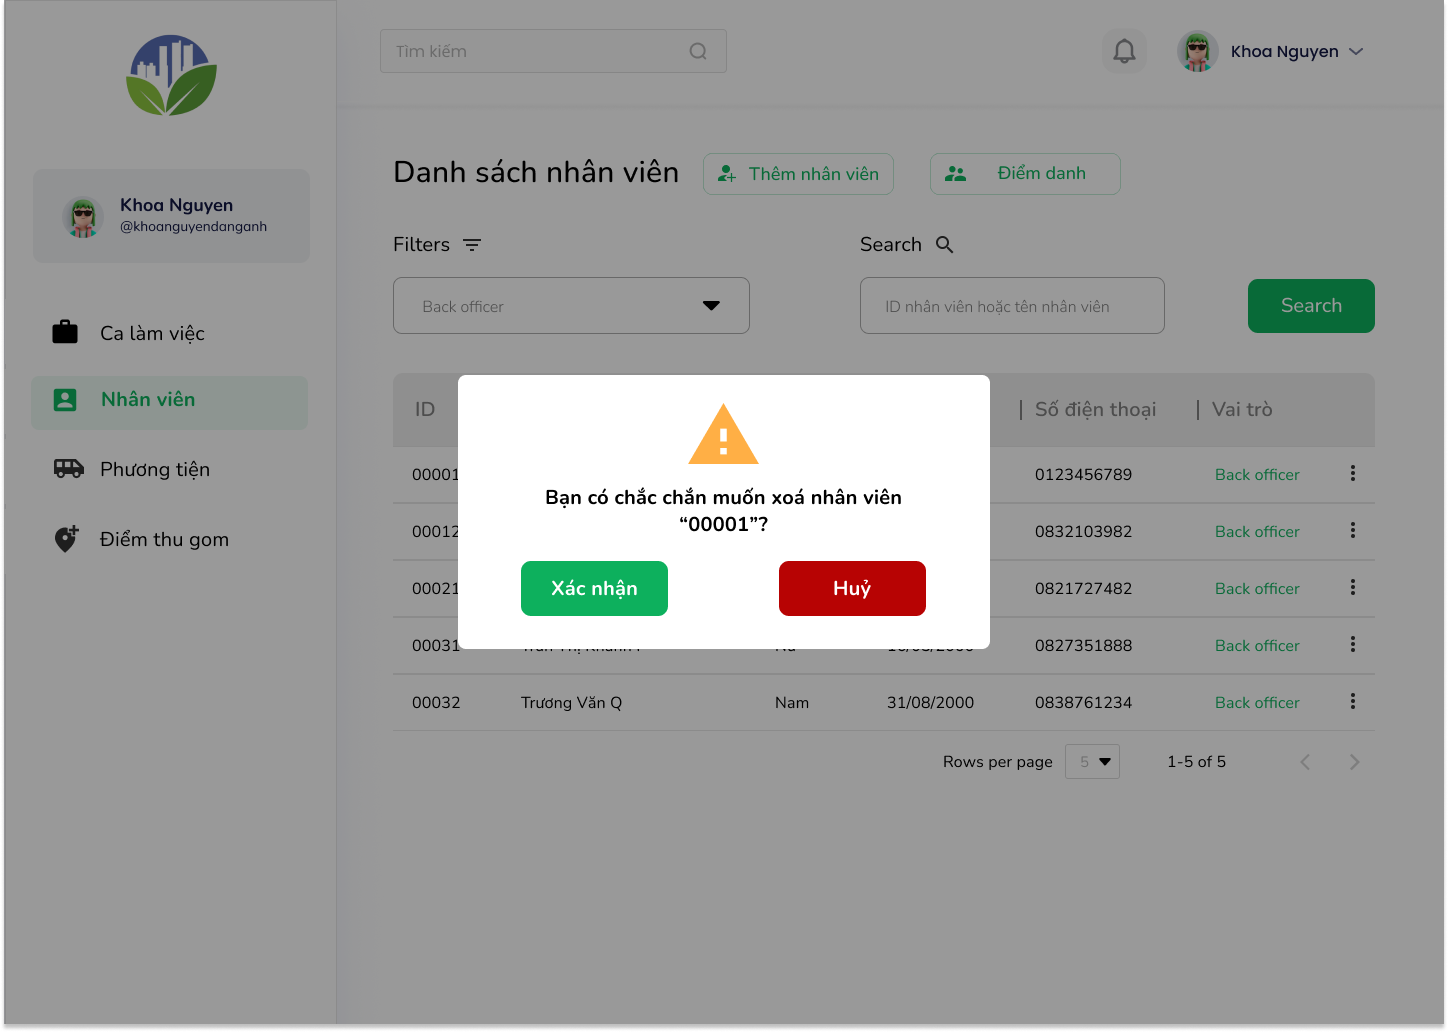 Tìm kiếm
Khoa Nguyen
Khoa Nguyen
@khoanguyendanganh
Ca làm việc
Nhân viên
Phương tiện
Điểm thu gom
Danh sách nhân viên
Thêm nhân viên
Điểm danh
Filters
Search
Back officer
ID nhân viên hoặc tên nhân viên
Search
ID | Số điện thoại | Vai trò
00001 0123456789 Back officer
00012 0832103982 Back officer
00021 0821727482 Back officer
00031 0827351888 Back officer
00032 Trương Văn Q Nam 31/08/2000 0838761234 Back officer
Rows per page 5 1-5 of 5
Bạn có chắc chắn muốn xoá nhân viên
“00001”?
Xác nhận
Huỷ